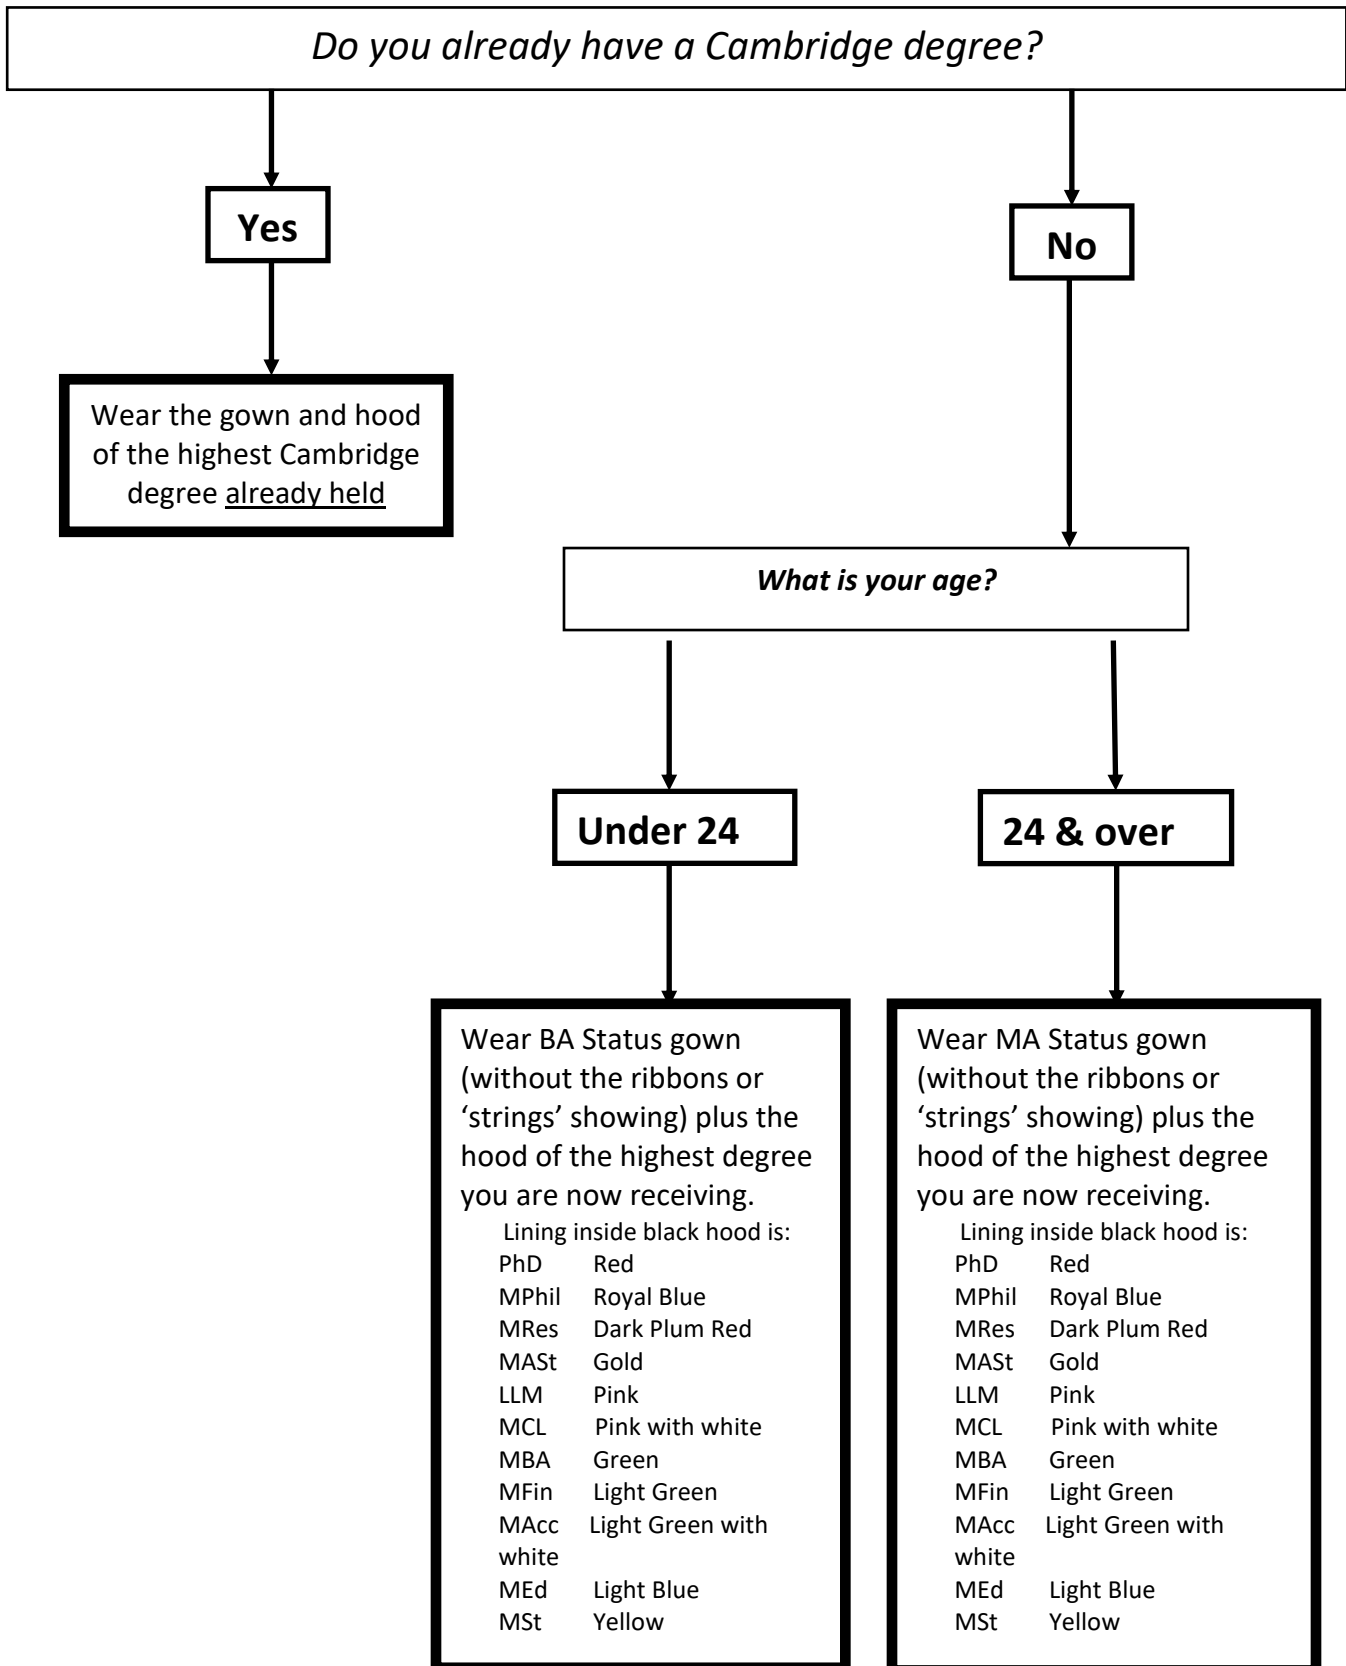 Do you already have a Cambridge degree?
Yes
No
Wear the gown and hood
of the highest Cambridge
degree already held
What is your age?
Under 24
24 & over
Wear BA Status gown
(without the ribbons or
‘strings’ showing) plus the
hood of the highest degree
you are now receiving.
Lining inside black hood is:
PhD Red
MPhil Royal Blue
MRes Dark Plum Red
MASt Gold
LLM Pink
MCL Pink with white
MBA Green
MFin Light Green
MAcc Light Green with
white
MEd Light Blue
MSt Yellow
Wear MA Status gown
(without the ribbons or
‘strings’ showing) plus the
hood of the highest degree
you are now receiving.
Lining inside black hood is:
PhD Red
MPhil Royal Blue
MRes Dark Plum Red
MASt Gold
LLM Pink
MCL Pink with white
MBA Green
MFin Light Green
MAcc Light Green with
white
MEd Light Blue
MSt Yellow